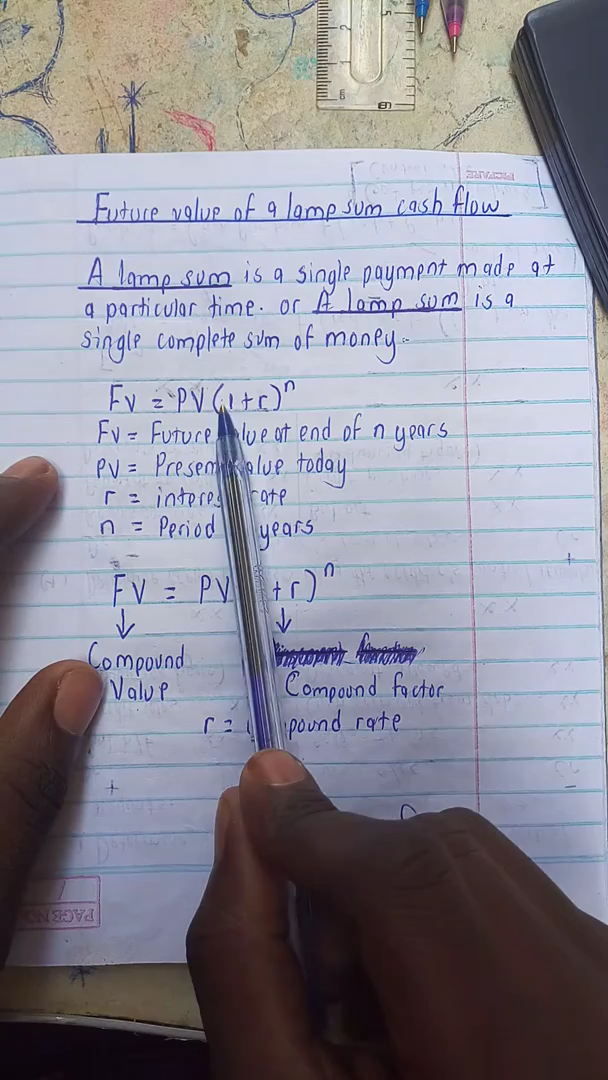 Future value of a lamp sum cash flow
A lamp sum is a single payment made at
a particular time. or A lamp sum is a
single complete sum of money.
FV = PV(1+r)^n
FV = Future value at end of n years
PV = Present value today
r = interest rate
n = Period years
FV = PV +r)^n
Compound
Value
Compound factor
r = pound rate
PAGE NO.